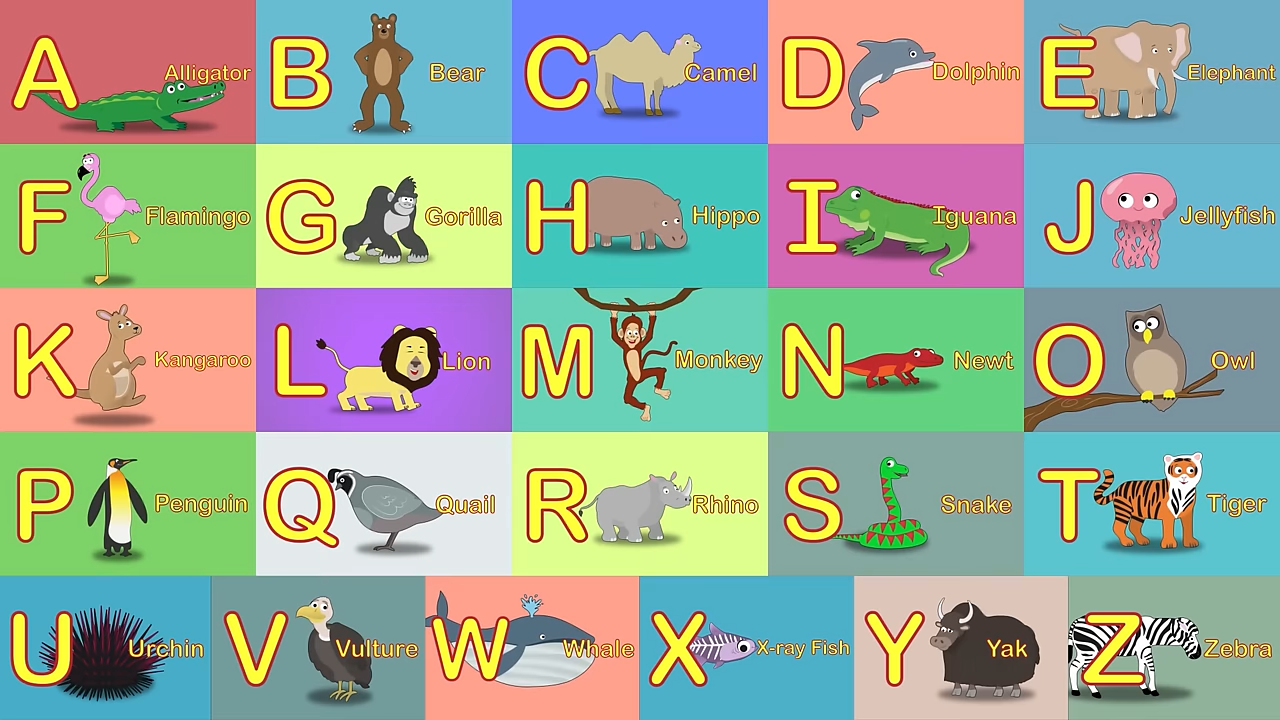 A Alligator
B Bear
C Camel
D Dolphin
E Elephant
F Flamingo
G Gorilla
H Hippo
I Iguana
J Jellyfish
K Kangaroo
L Lion
M Monkey
N Newt
O Owl
P Penguin
Q Quail
R Rhino
S Snake
T Tiger
U Urchin
V Vulture
W Whale
X X-ray Fish
Y Yak
Z Zebra